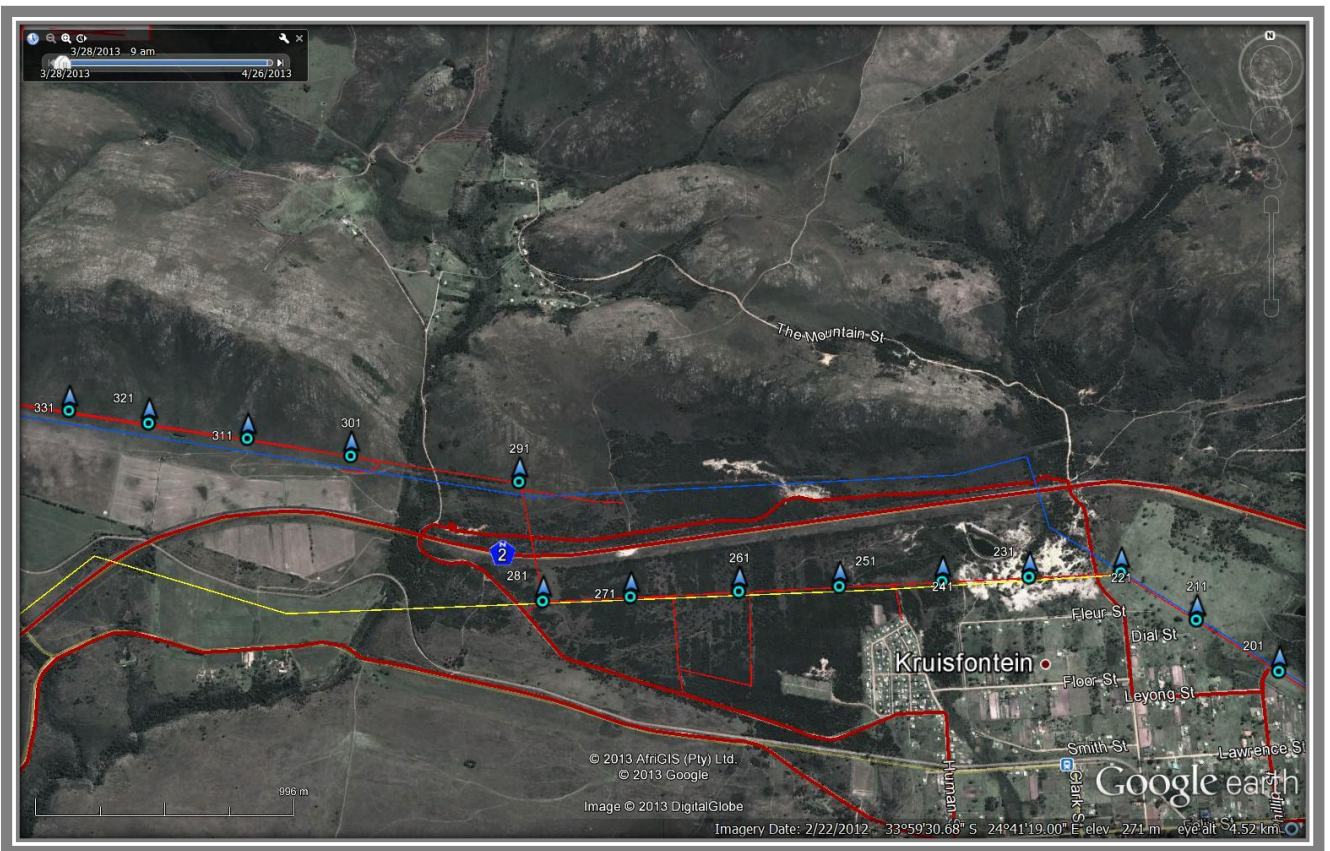 3/28/2013 9 am
3/28/2013
4/26/2013
N
The Mountain St
331
321
311
301
291
N
2
281
271
261
251
241
231
221
211
201
Fleur St
Dial St
Kruisfontein
Floor St
Leyong St
Smith St
Lawrence St
Human S
Clark S
© 2013 AfriGIS (Pty) Ltd.
© 2013 Google
Image © 2013 DigitalGlobe
Google earth
996 m
Imagery Date: 2/22/2012 33°59'30.68" S 24°41'19.00" E elev 271 m eye alt 4.52 km